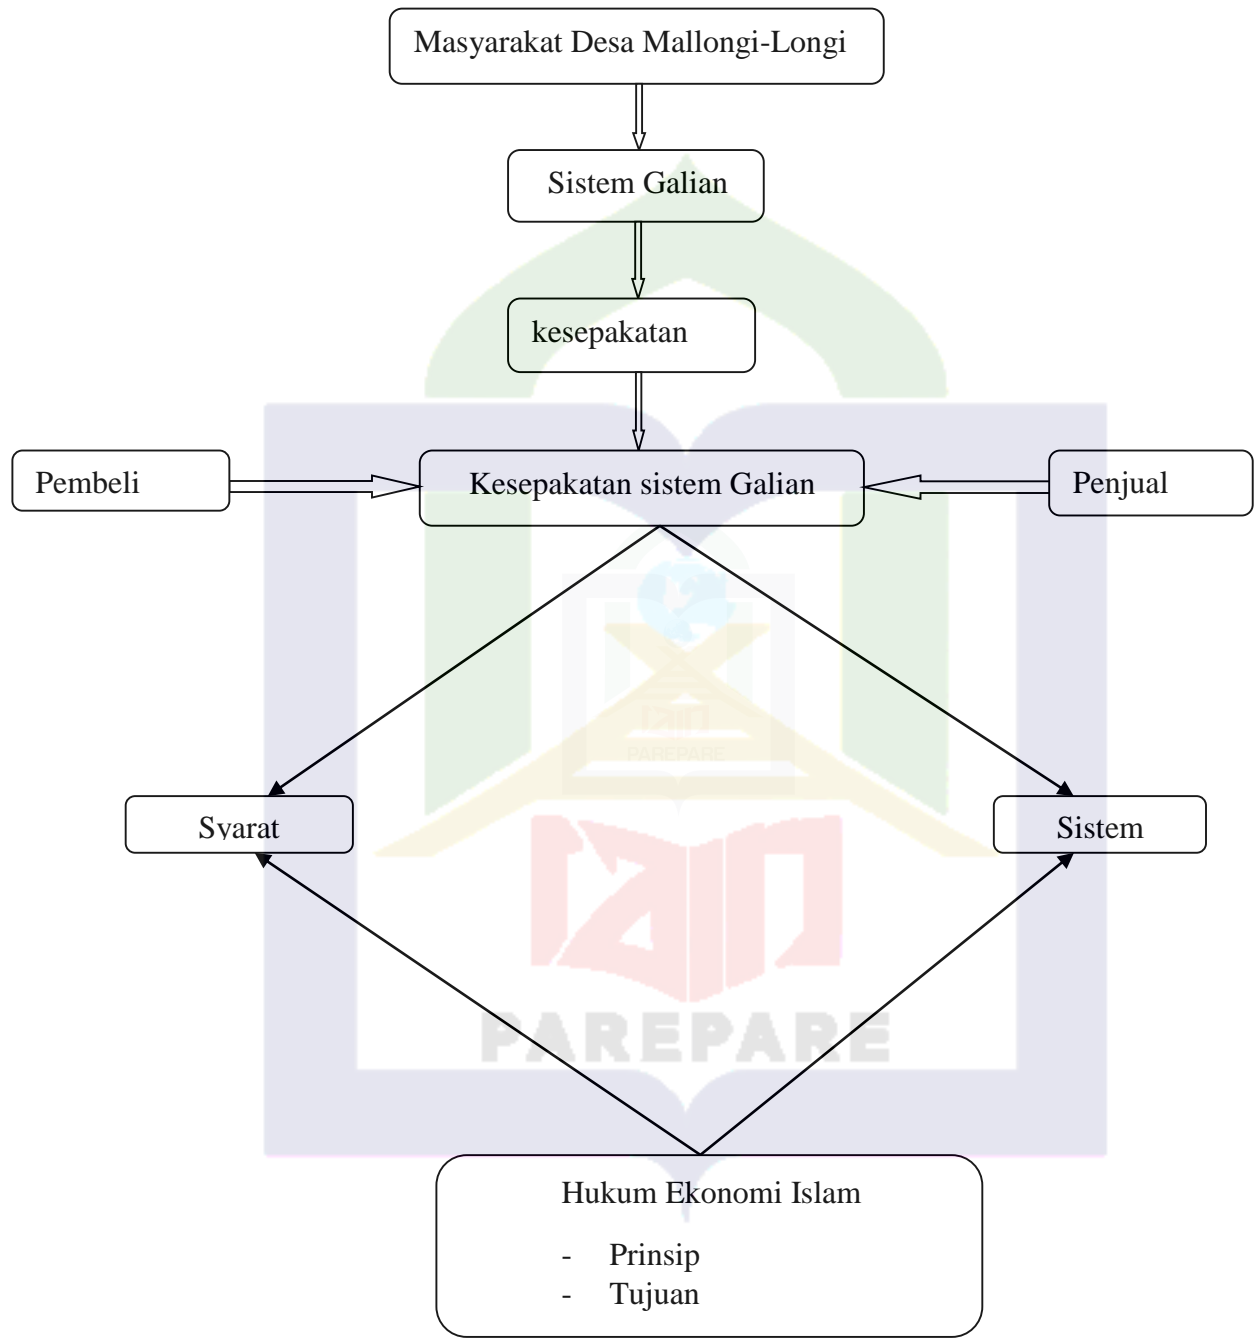 Masyarakat Desa Mallongi-Longi
Sistem Galian
kesepakatan
Pembeli
Kesepakatan sistem Galian
Penjual
PAREPARE
Syarat
Sistem
PAREPARE
Hukum Ekonomi Islam
- Prinsip
- Tujuan